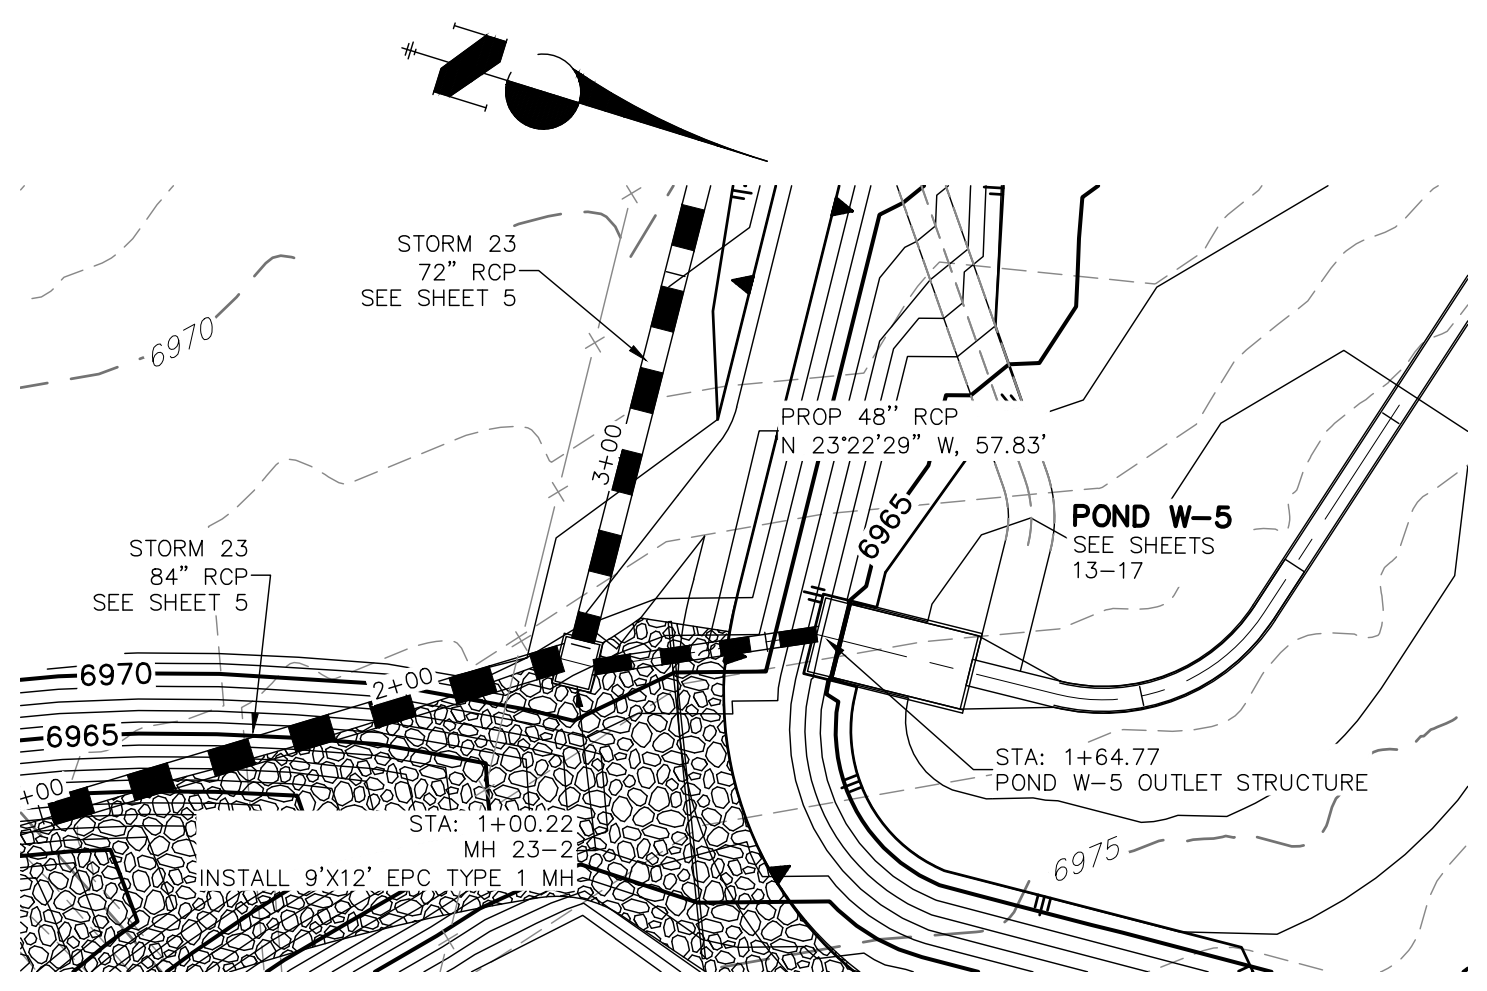 N
STORM 23
72” RCP
SEE SHEET 5
6970
PROP 48’’ RCP
N 23°22’29” W, 57.83’
3+00
6965
POND W–5
SEE SHEETS
13–17
STORM 23
84” RCP
SEE SHEET 5
6970
2+00
6965
+00
STA: 1+64.77
POND W–5 OUTLET STRUCTURE
STA: 1+00.22
MH 23–2
INSTALL 9’X12’ EPC TYPE 1 MH
6975